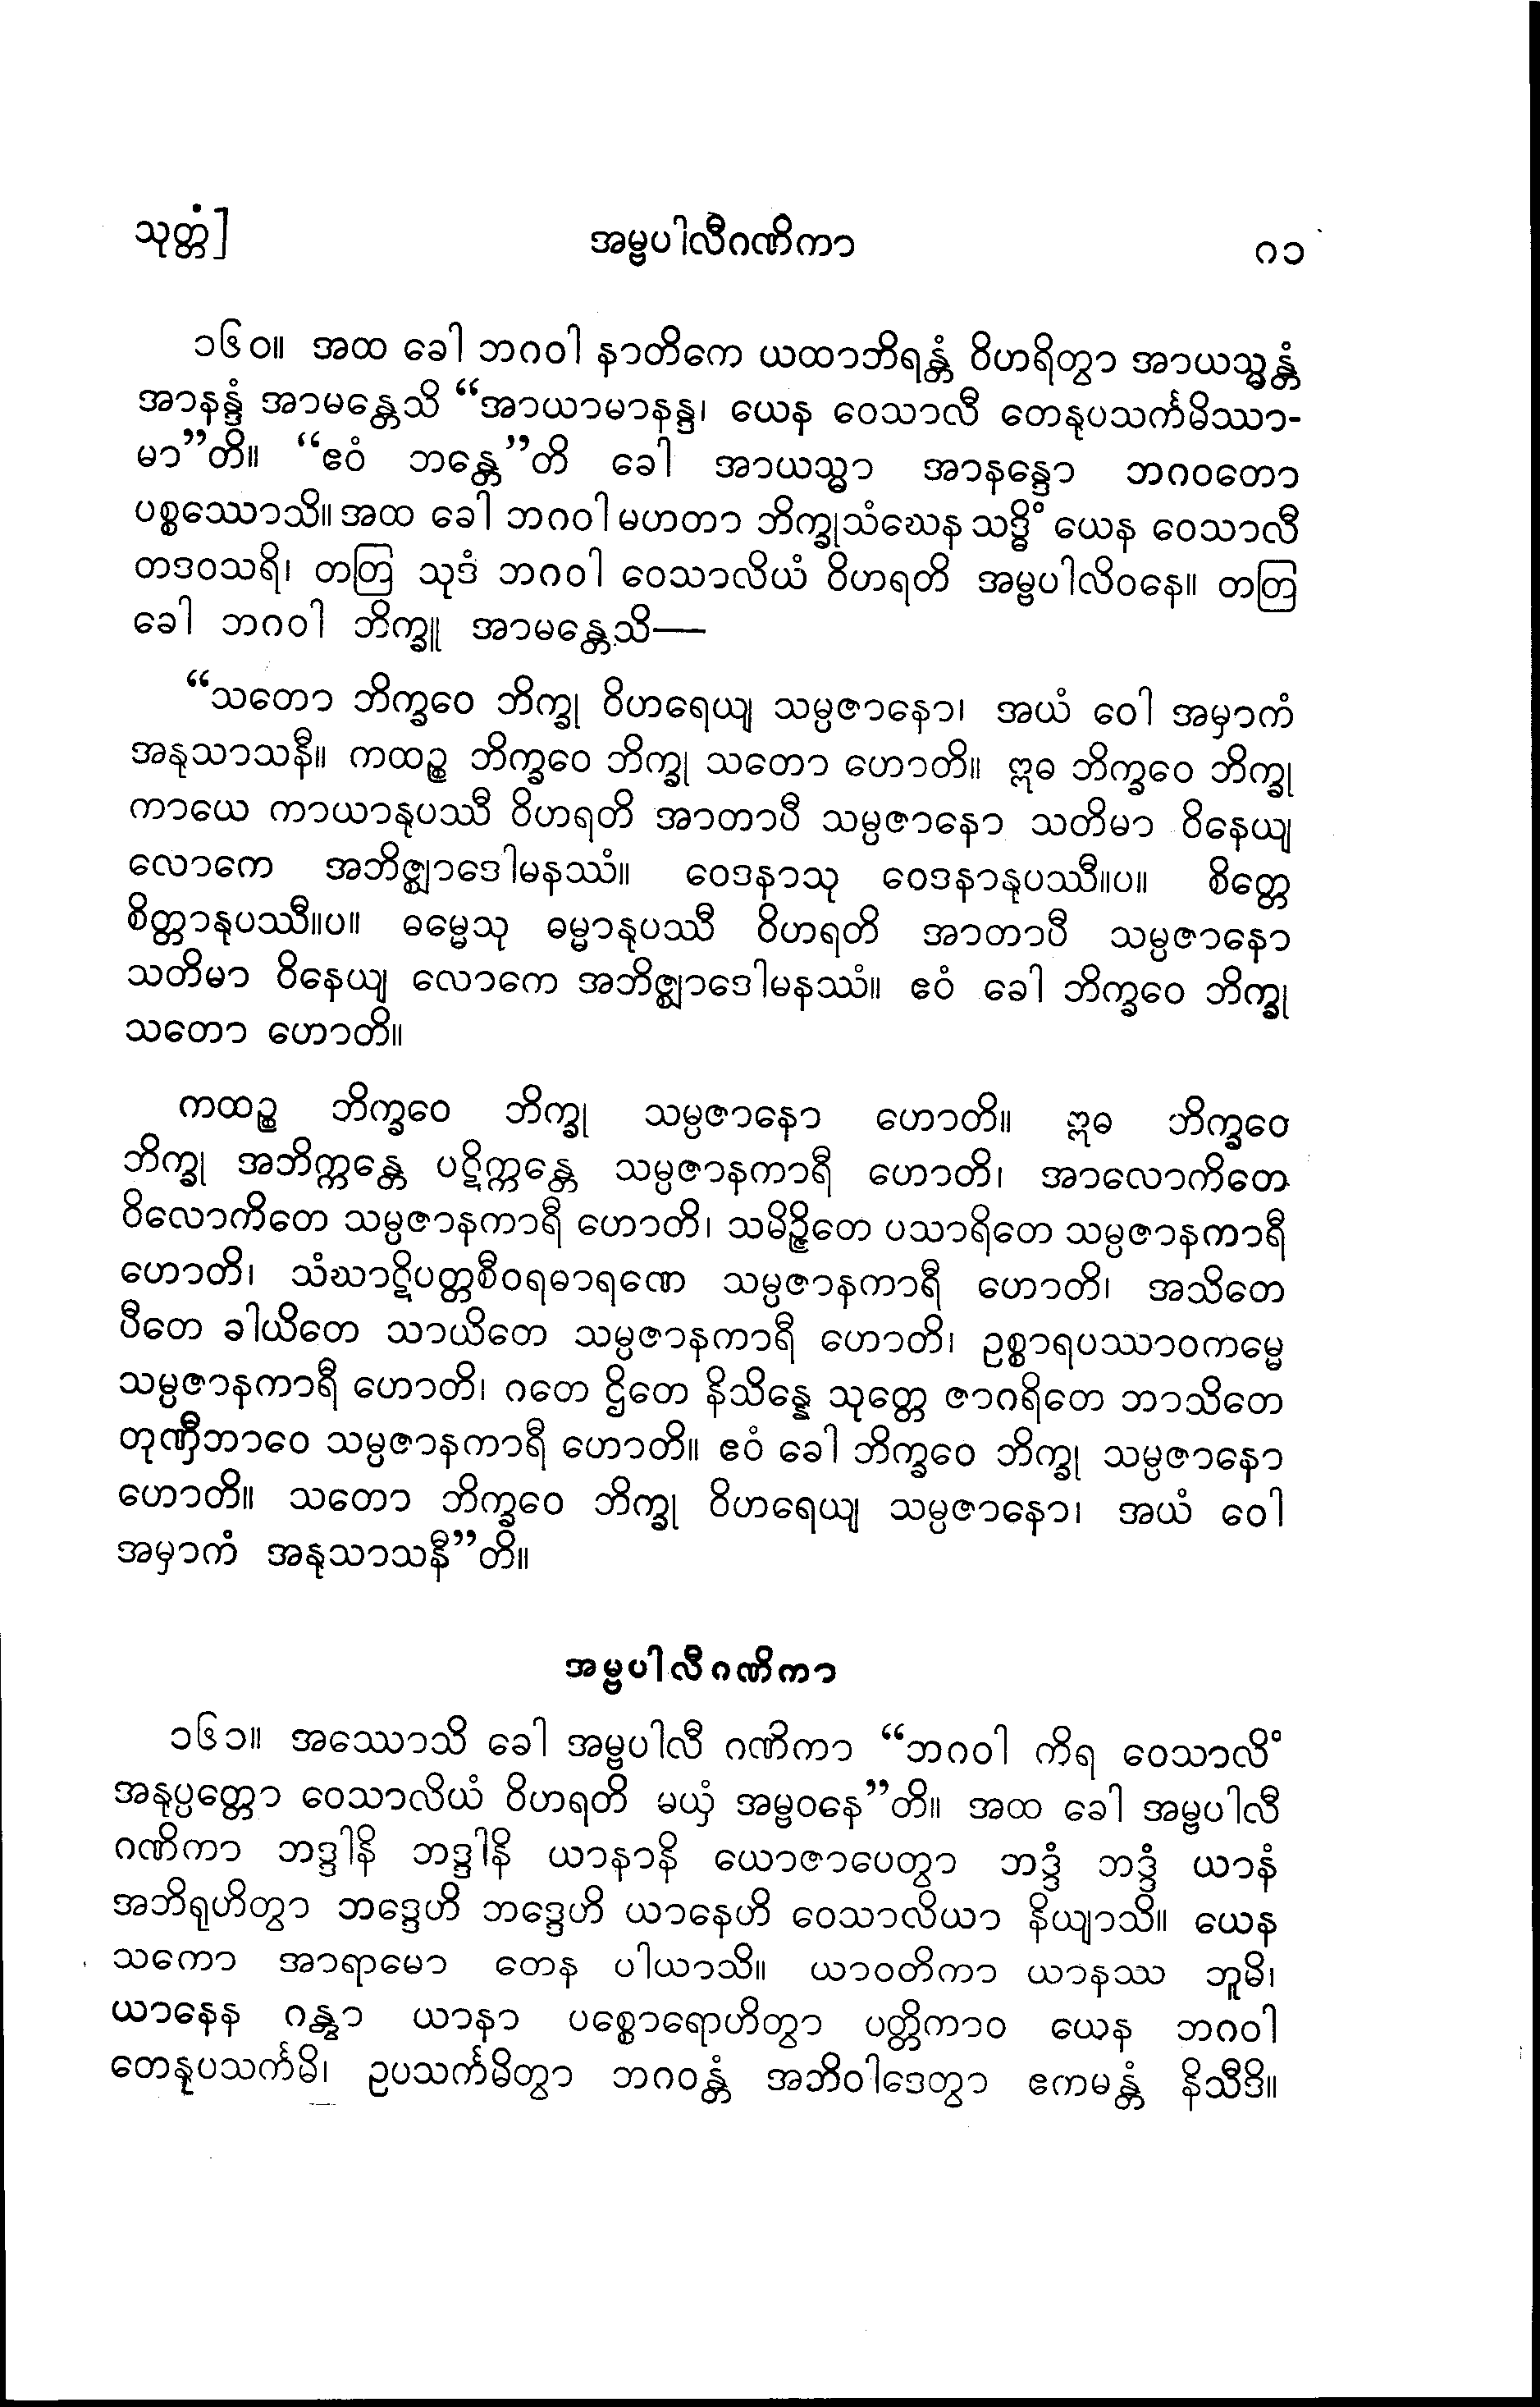 သုတ္တံ]
အမ္ဗပါလီဂဏိကာ
၈၁
၁၆၀။ အထ ခေါ ဘဂဝါ နာတိကေ ယထာဘိရန္တံ ဝိဟရိတွာ အာယသ္မန္တံ
အာနန္ဒံ အာမန္တေသိ “အာယာမာနန္ဒ၊ ယေန ဝေသာလီ တေနုပသင်္ကမိဿာ-
မာ”တိ။ “ဧဝံ ဘန္တေ”တိ ခေါ အာယသ္မာ အာနန္ဒော ဘဂဝတော
ပစ္စဿောသိ။ အထ ခေါ ဘဂဝါ မဟတာ ဘိက္ခုသံဃေန သဒ္ဓိံ ယေန ဝေသာလီ
တဒဝသရိ၊ တတြ သုဒံ ဘဂဝါ ဝေသာလိယံ ဝိဟရတိ အမ္ဗပါလိဝနေ။ တတြ
ခေါ ဘဂဝါ ဘိက္ခူ အာမန္တေသိ—
“သတော ဘိက္ခဝေ ဘိက္ခု ဝိဟရေယျ သမ္ပဇာနော၊ အယံ ဝေါ အမှာကံ
အနုသာသနီ။ ကထဉ္စ ဘိက္ခဝေ ဘိက္ခု သတော ဟောတိ။ ဣဓ ဘိက္ခဝေ ဘိက္ခု
ကာယေ ကာယာနုပဿီ ဝိဟရတိ အာတာပီ သမ္ပဇာနော သတိမာ ဝိနေယျ
လောကေ အဘိဇ္ဈာဒေါမနဿံ။ ဝေဒနာသု ဝေဒနာနုပဿီ။ပ။ စိတ္တေ
စိတ္တာနုပဿီ။ပ။ ဓမ္မေသု ဓမ္မာနုပဿီ ဝိဟရတိ အာတာပီ သမ္ပဇာနော
သတိမာ ဝိနေယျ လောကေ အဘိဇ္ဈာဒေါမနဿံ။ ဧဝံ ခေါ ဘိက္ခဝေ ဘိက္ခု
သတော ဟောတိ။
ကထဉ္စ ဘိက္ခဝေ ဘိက္ခု သမ္ပဇာနော ဟောတိ။ ဣဓ ဘိက္ခဝေ
ဘိက္ခု အဘိက္ကန္တေ ပဋိက္ကန္တေ သမ္ပဇာနကာရီ ဟောတိ၊ အာလောကိတေ
ဝိလောကိတေ သမ္ပဇာနကာရီ ဟောတိ၊ သမိဉ္ဇိတေ ပသာရိတေ သမ္ပဇာနကာရီ
ဟောတိ၊ သံဃာဋိပတ္တစီဝရဓာရဏေ သမ္ပဇာနကာရီ ဟောတိ၊ အသိတေ
ပီတေ ခါယိတေ သာယိတေ သမ္ပဇာနကာရီ ဟောတိ၊ ဥစ္စာရပဿာဝကမ္မေ
သမ္ပဇာနကာရီ ဟောတိ၊ ဂတေ ဌိတေ နိသိန္နေ သုတ္တေ ဇာဂရိတေ ဘာသိတေ
တုဏှီဘာဝေ သမ္ပဇာနကာရီ ဟောတိ။ ဧဝံ ခေါ ဘိက္ခဝေ ဘိက္ခု သမ္ပဇာနော
ဟောတိ။ သတော ဘိက္ခဝေ ဘိက္ခု ဝိဟရေယျ သမ္ပဇာနော၊ အယံ ဝေါ
အမှာကံ အနုသာသနီ”တိ။
အမ္ဗပါလီဂဏိကာ
၁၆၁။ အဿောသိ ခေါ အမ္ဗပါလီ ဂဏိကာ “ဘဂဝါ ကိရ ဝေသာလိံ
အနုပ္ပတ္တော ဝေသာလိယံ ဝိဟရတိ မယှံ အမ္ဗဝနေ”တိ။ အထ ခေါ အမ္ဗပါလီ
ဂဏိကာ ဘဒ္ဒါနိ ဘဒ္ဒါနိ ယာနာနိ ယောဇာပေတွာ ဘဒ္ဒံ ဘဒ္ဒံ ယာနံ
အဘိရုဟိတွာ ဘဒ္ဒေဟိ ဘဒ္ဒေဟိ ယာနေဟိ ဝေသာလိယာ နိယျာသိ။ ယေန
သကော အာရာမော တေန ပါယာသိ။ ယာဝတိကာ ယာနဿ ဘူမိ၊
ယာနေန ဂန္တွာ ယာနာ ပစ္စောရောဟိတွာ ပတ္တိကာဝ ယေန ဘဂဝါ
တေနုပသင်္ကမိ၊ ဥပသင်္ကမိတွာ ဘဂဝန္တံ အဘိဝါဒေတွာ ဧကမန္တံ နိသီဒိ။